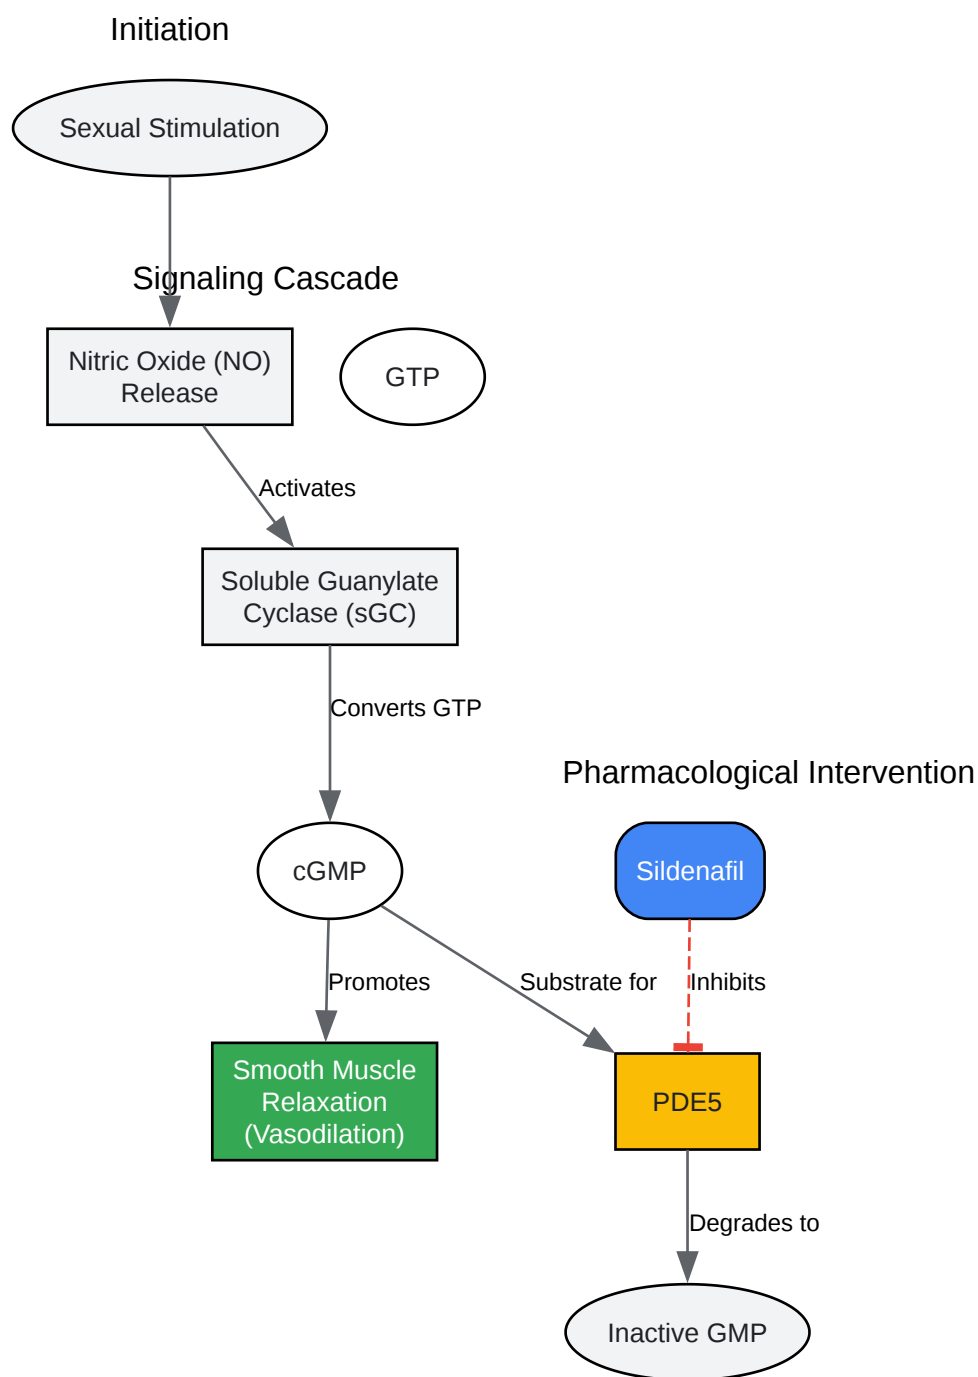 Initiation
Sexual Stimulation
Signaling Cascade
Nitric Oxide (NO)
Release
GTP
Activates
Soluble Guanylate
Cyclase (sGC)
Converts GTP
Pharmacological Intervention
cGMP
Sildenafil
Promotes
Substrate for
Inhibits
Smooth Muscle
Relaxation
(Vasodilation)
PDE5
Degrades to
Inactive GMP